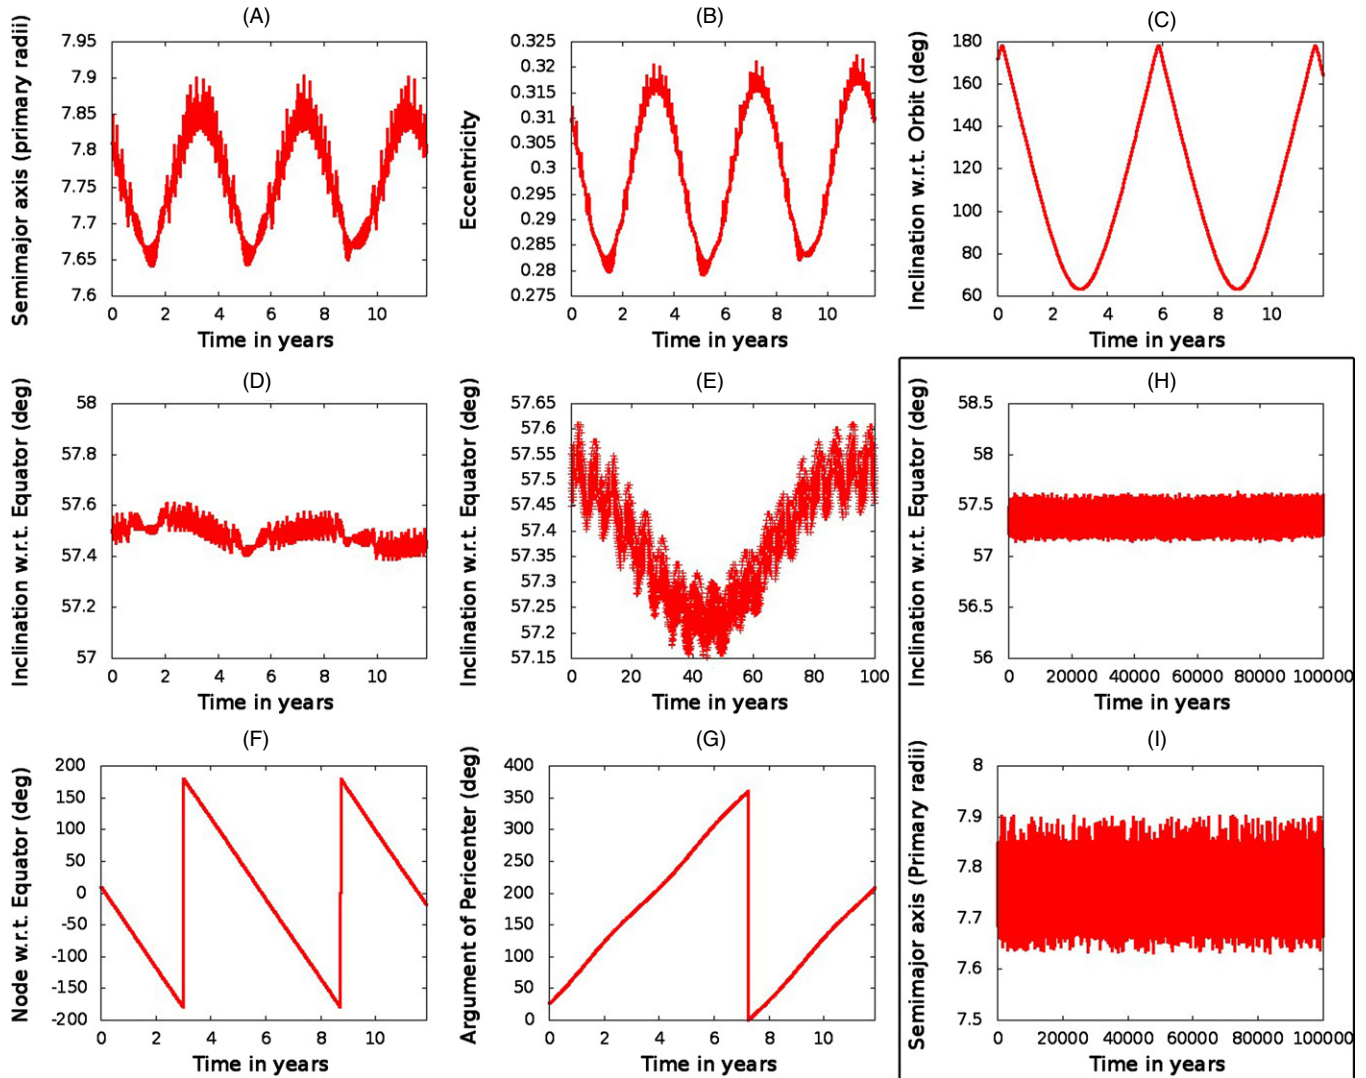 (A)
Semimajor axis (primary radii)
7.95
7.9
7.85
7.8
7.75
7.7
7.65
7.6
0 2 4 6 8 10
Time in years
(B)
Eccentricity
0.325
0.32
0.315
0.31
0.305
0.3
0.295
0.29
0.285
0.28
0.275
0 2 4 6 8 10
Time in years
(C)
Inclination w.r.t. Orbit (deg)
180
160
140
120
100
80
60
0 2 4 6 8 10
Time in years
(D)
Inclination w.r.t. Equator (deg)
58
57.8
57.6
57.4
57.2
57
0 2 4 6 8 10
Time in years
(E)
Inclination w.r.t. Equator (deg)
57.65
57.6
57.55
57.5
57.45
57.4
57.35
57.3
57.25
57.2
57.15
0 20 40 60 80 100
Time in years
(H)
Inclination w.r.t. Equator (deg)
58.5
58
57.5
57
56.5
56
0 20000 40000 60000 80000 100000
Time in years
(F)
Node w.r.t. Equator (deg)
200
150
100
50
0
-50
-100
-150
-200
0 2 4 6 8 10
Time in years
(G)
Argument of Pericenter (deg)
400
350
300
250
200
150
100
50
0
0 2 4 6 8 10
Time in years
(I)
Semimajor axis (Primary radii)
8
7.9
7.8
7.7
7.6
7.5
0 20000 40000 60000 80000 100000
Time in years